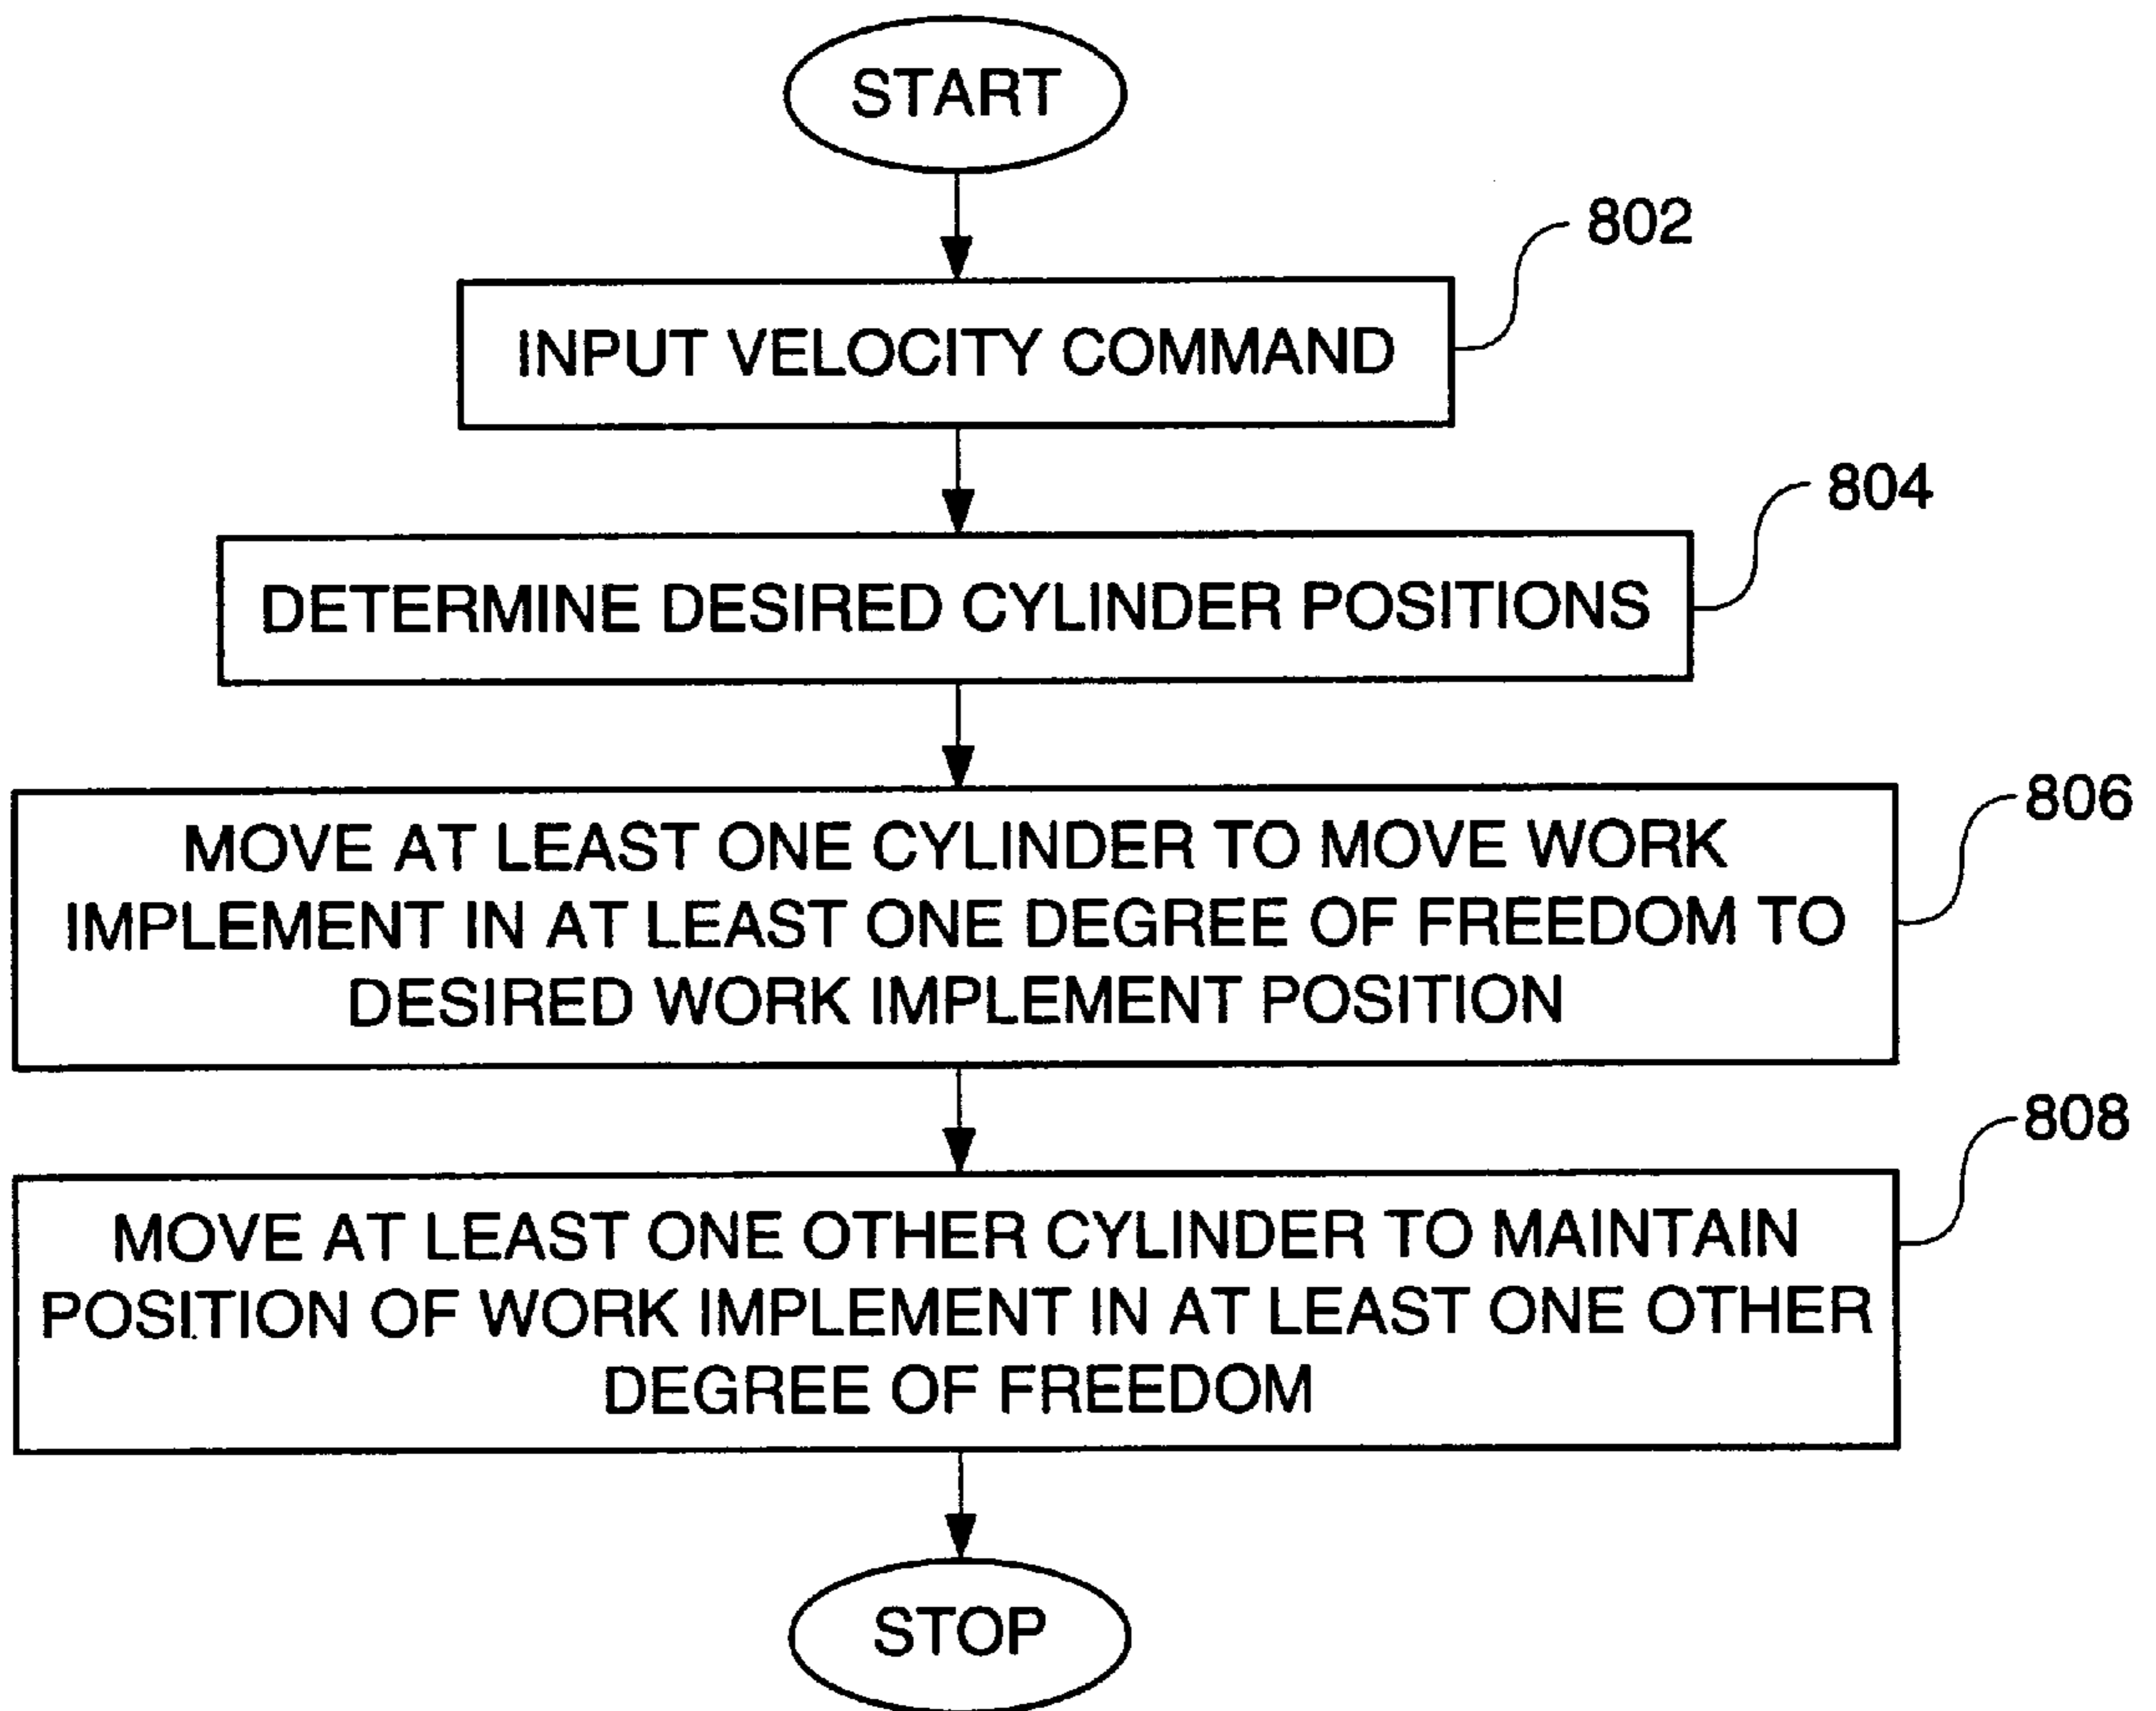 START
802
INPUT VELOCITY COMMAND
804
DETERMINE DESIRED CYLINDER POSITIONS
806
MOVE AT LEAST ONE CYLINDER TO MOVE WORK
IMPLEMENT IN AT LEAST ONE DEGREE OF FREEDOM TO
DESIRED WORK IMPLEMENT POSITION
808
MOVE AT LEAST ONE OTHER CYLINDER TO MAINTAIN
POSITION OF WORK IMPLEMENT IN AT LEAST ONE OTHER
DEGREE OF FREEDOM
STOP